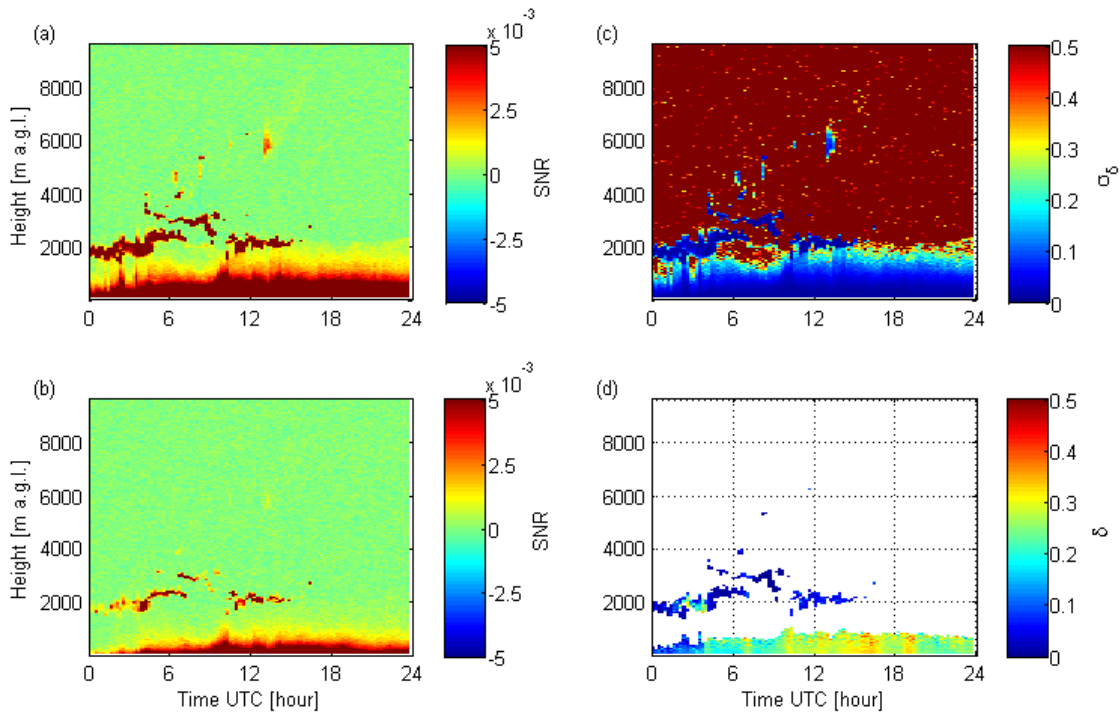 (a)
Height [m a.g.l.]
8000
6000
4000
2000
0 6 12 18 24
x 10^-3
5
2.5
0
-2.5
-5
SNR
(c)
8000
6000
4000
2000
0 6 12 18 24
0.5
0.4
0.3
0.2
0.1
0
σ_δ
(b)
Height [m a.g.l.]
8000
6000
4000
2000
0 6 12 18 24
Time UTC [hour]
x 10^-3
5
2.5
0
-2.5
-5
SNR
(d)
8000
6000
4000
2000
0 6 12 18 24
Time UTC [hour]
0.5
0.4
0.3
0.2
0.1
0
δ